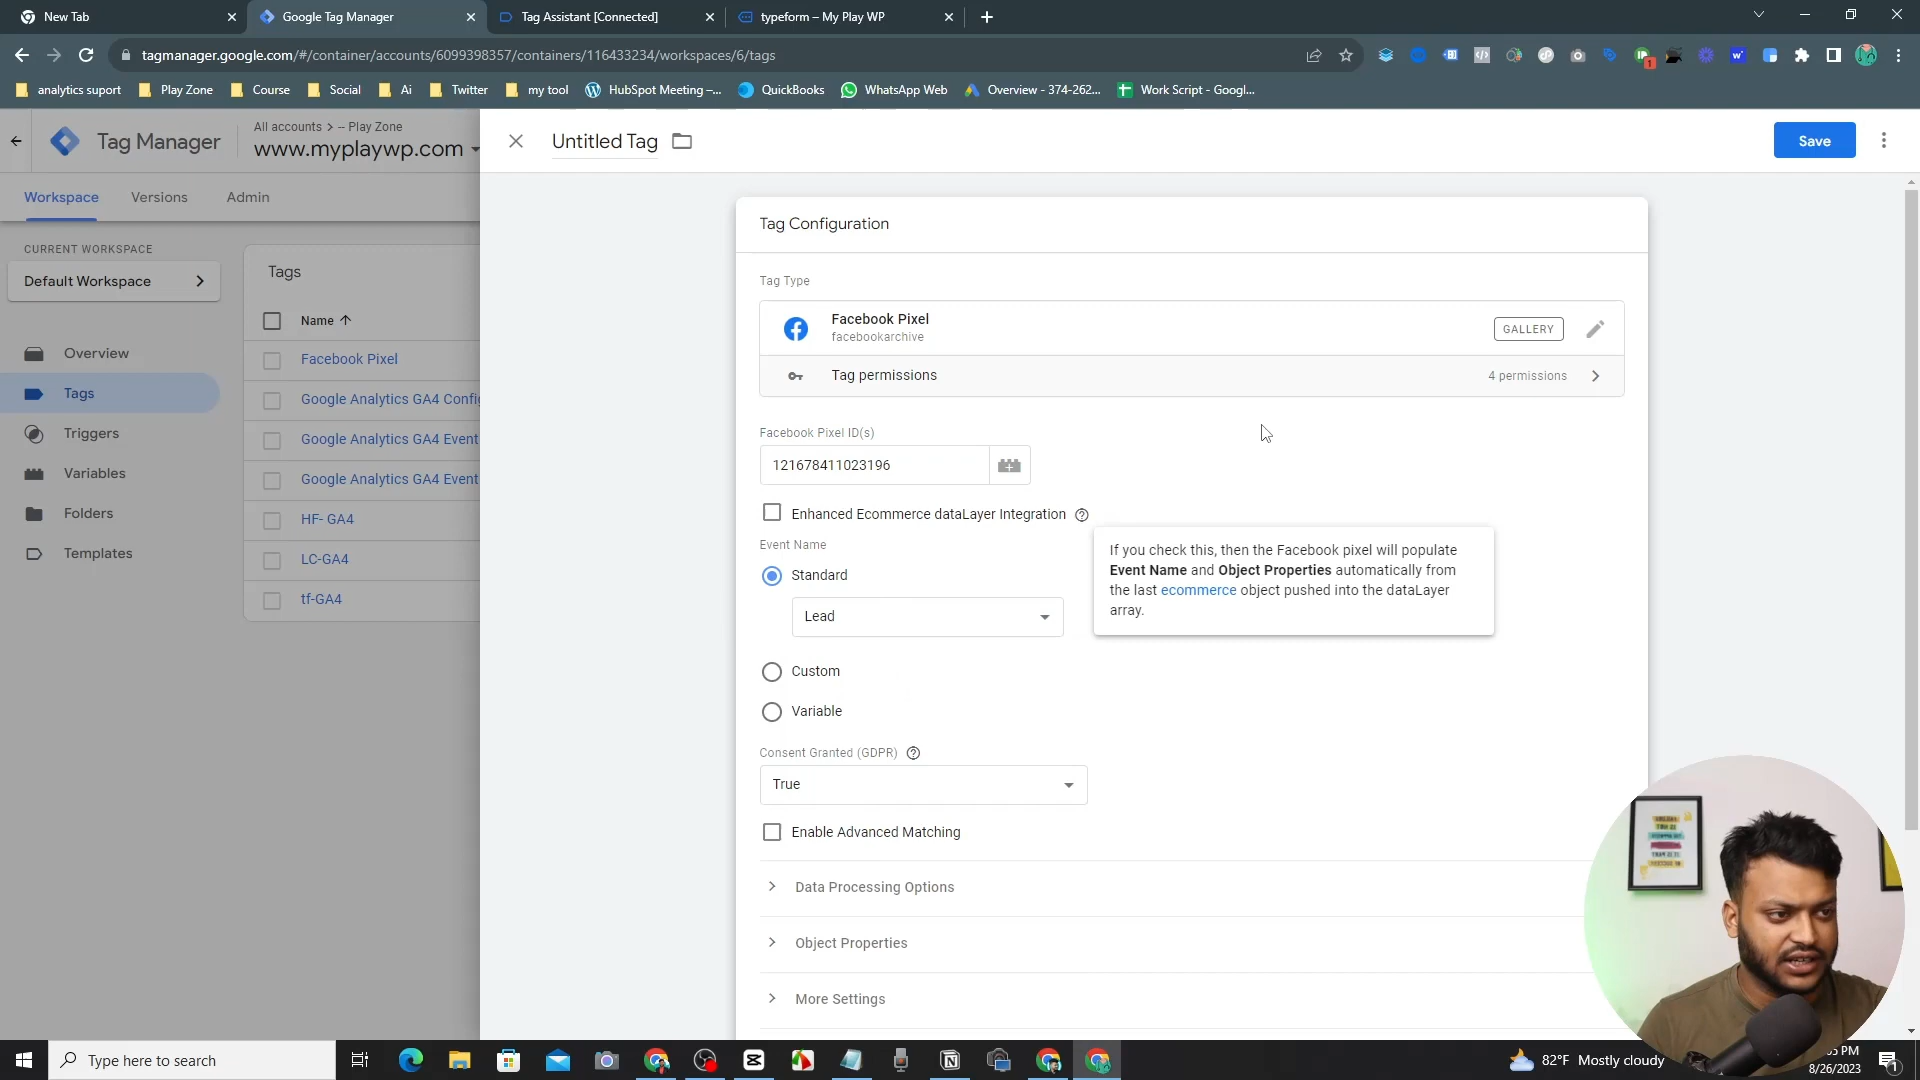 New Tab
Google Tag Manager
Tag Assistant [Connected]
typeform – My Play WP
tagmanager.google.com/#/container/accounts/6099398357/containers/116433234/workspaces/6/tags
analytics suport
Play Zone
Course
Social
Ai
Twitter
my tool
HubSpot Meeting –...
QuickBooks
WhatsApp Web
Overview - 374-262...
Work Script - Googl...
Tag Manager
All accounts > -- Play Zone
www.myplaywp.com
Untitled Tag
Save
Workspace
Versions
Admin
CURRENT WORKSPACE
Default Workspace
Overview
Tags
Triggers
Variables
Folders
Templates
Tags
Name
Facebook Pixel
Google Analytics GA4 Config
Google Analytics GA4 Event
Google Analytics GA4 Event
HF- GA4
LC-GA4
tf-GA4
Tag Configuration
Tag Type
Facebook Pixel
facebookarchive
GALLERY
Tag permissions
4 permissions
Facebook Pixel ID(s)
121678411023196
Enhanced Ecommerce dataLayer Integration
Event Name
Standard
Lead
If you check this, then the Facebook pixel will populate
Event Name and Object Properties automatically from
the last ecommerce object pushed into the dataLayer
array.
Custom
Variable
Consent Granted (GDPR)
True
Enable Advanced Matching
Data Processing Options
Object Properties
More Settings
Type here to search
82°F Mostly cloudy
PM
8/26/2023